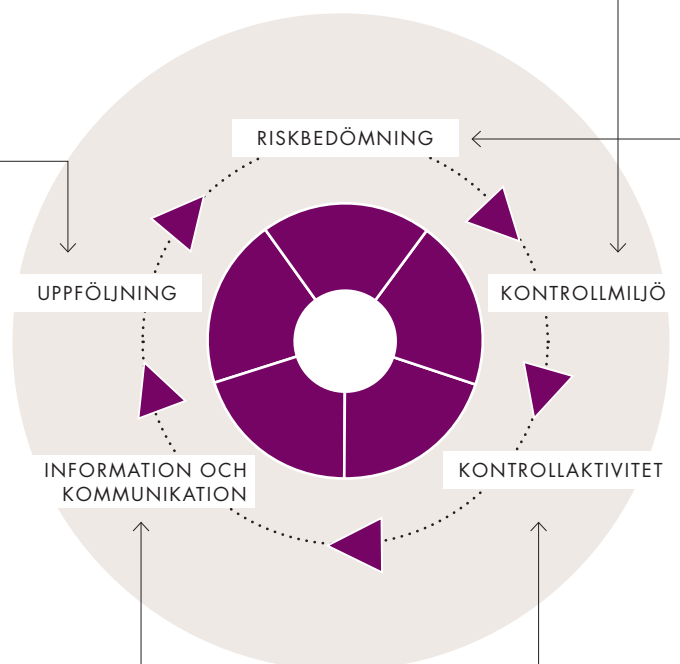 RISKBEDÖMNING
UPPFÖLJNING
KONTROLLMILJÖ
INFORMATION OCH
KOMMUNIKATION
KONTROLLAKTIVITET